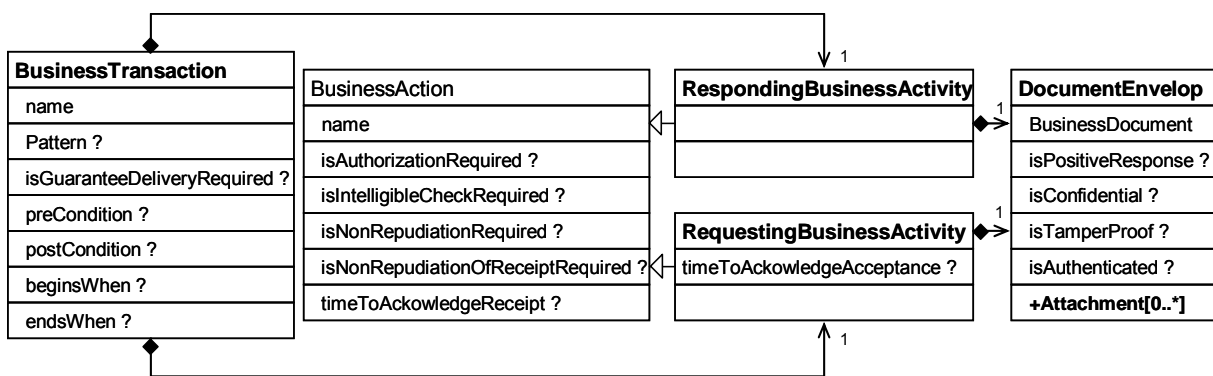 BusinessTransaction
name
Pattern ?
isGuaranteeDeliveryRequired ?
preCondition ?
postCondition ?
beginsWhen ?
endsWhen ?
BusinessAction
name
isAuthorizationRequired ?
isIntelligibleCheckRequired ?
isNonRepudiationRequired ?
isNonRepudiationOfReceiptRequired ?
timeToAckowledgeReceipt ?
1
RespondingBusinessActivity
1
RequestingBusinessActivity
timeToAckowledgeAcceptance ?
1
1
DocumentEnvelop
BusinessDocument
isPositiveResponse ?
isConfidential ?
isTamperProof ?
isAuthenticated ?
+Attachment[0..*]